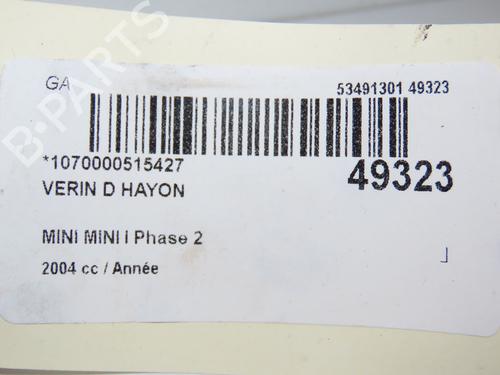 GA 53491301 49323
*1070000515427 49323
VERIN D HAYON
MINI MINI I Phase 2
2004 cc / Année
B-PARTS